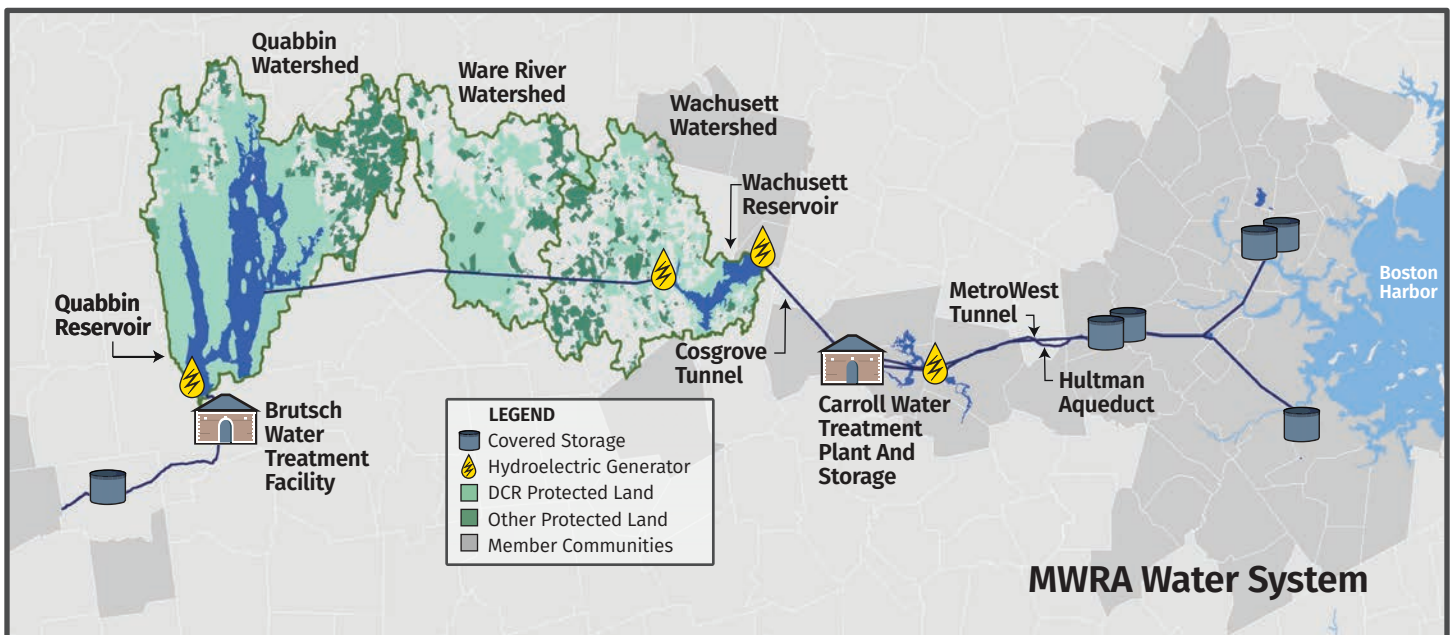 Quabbin
Watershed
Ware River
Watershed
Wachusett
Watershed
Wachusett
Reservoir
Quabbin
Reservoir
Boston
Harbor
MetroWest
Tunnel
Cosgrove
Tunnel
Hultman
Aqueduct
Brutsch
Water
Treatment
Facility
Carroll Water
Treatment
Plant And
Storage
LEGEND
Covered Storage
Hydroelectric Generator
DCR Protected Land
Other Protected Land
Member Communities
MWRA Water System